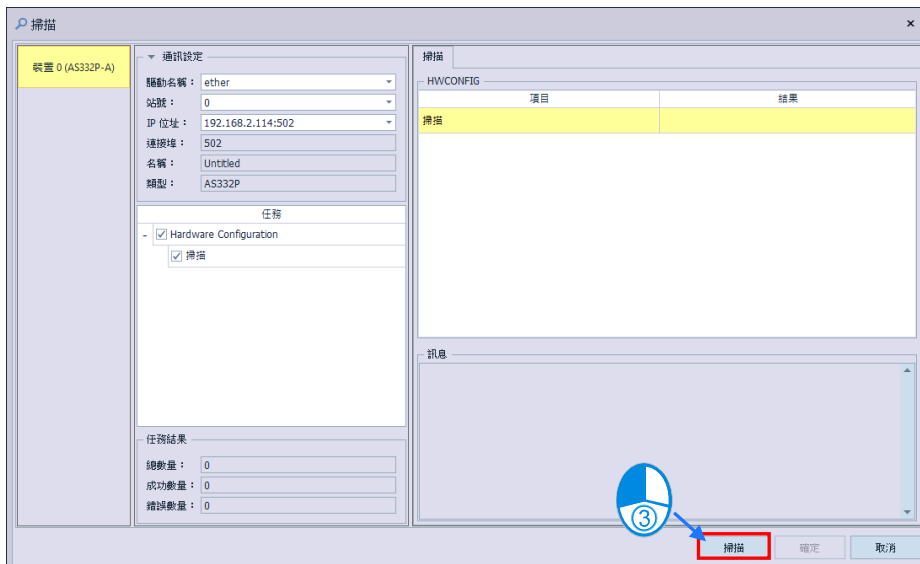 掃描
裝置 0 (AS332P-A)
通訊設定
驅動名稱： ether
站號： 0
IP 位址： 192.168.2.114:502
連接埠： 502
名稱： Untitled
類型： AS332P
任務
- Hardware Configuration
掃描
任務結果
總數量： 0
成功數量： 0
錯誤數量： 0
掃描
HWCONFIG
項目 結果
掃描
訊息
③
掃描 確定 取消